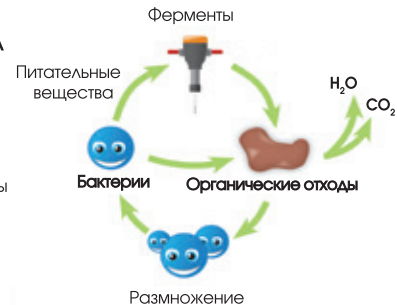 Ферменты
Питательные
вещества
H₂O
CO₂
Бактерии
Органические отходы
Размножение